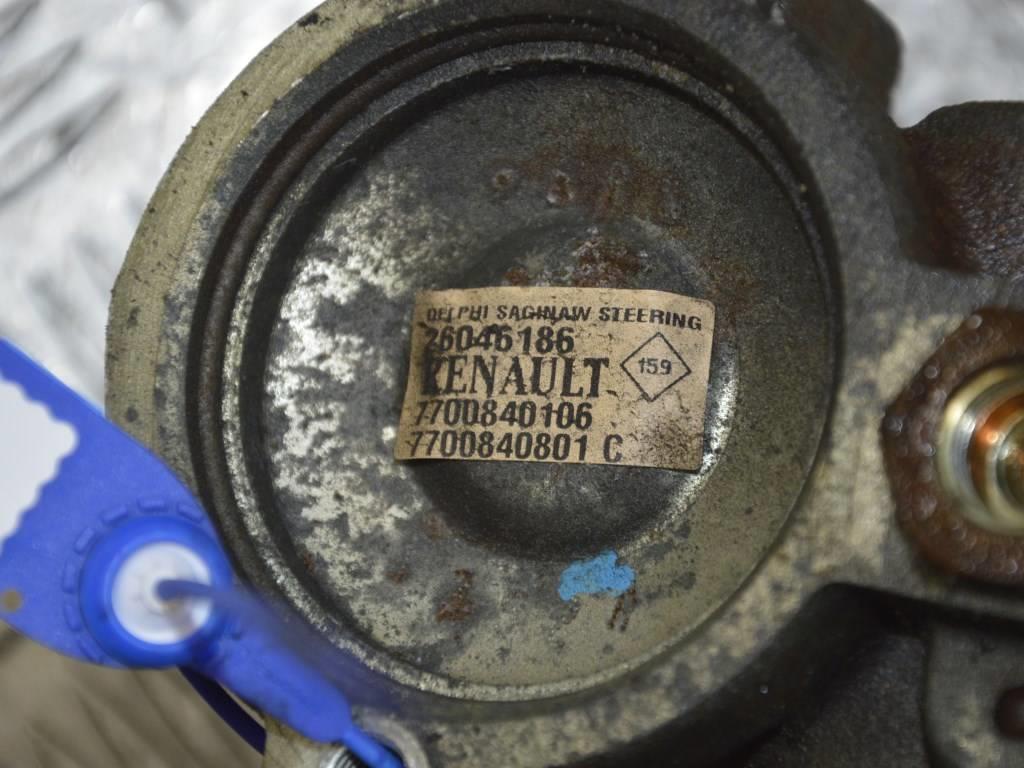 DELPHI SAGINAW STEERING
26046186
RENAULT
159
7700840106
7700840801 C